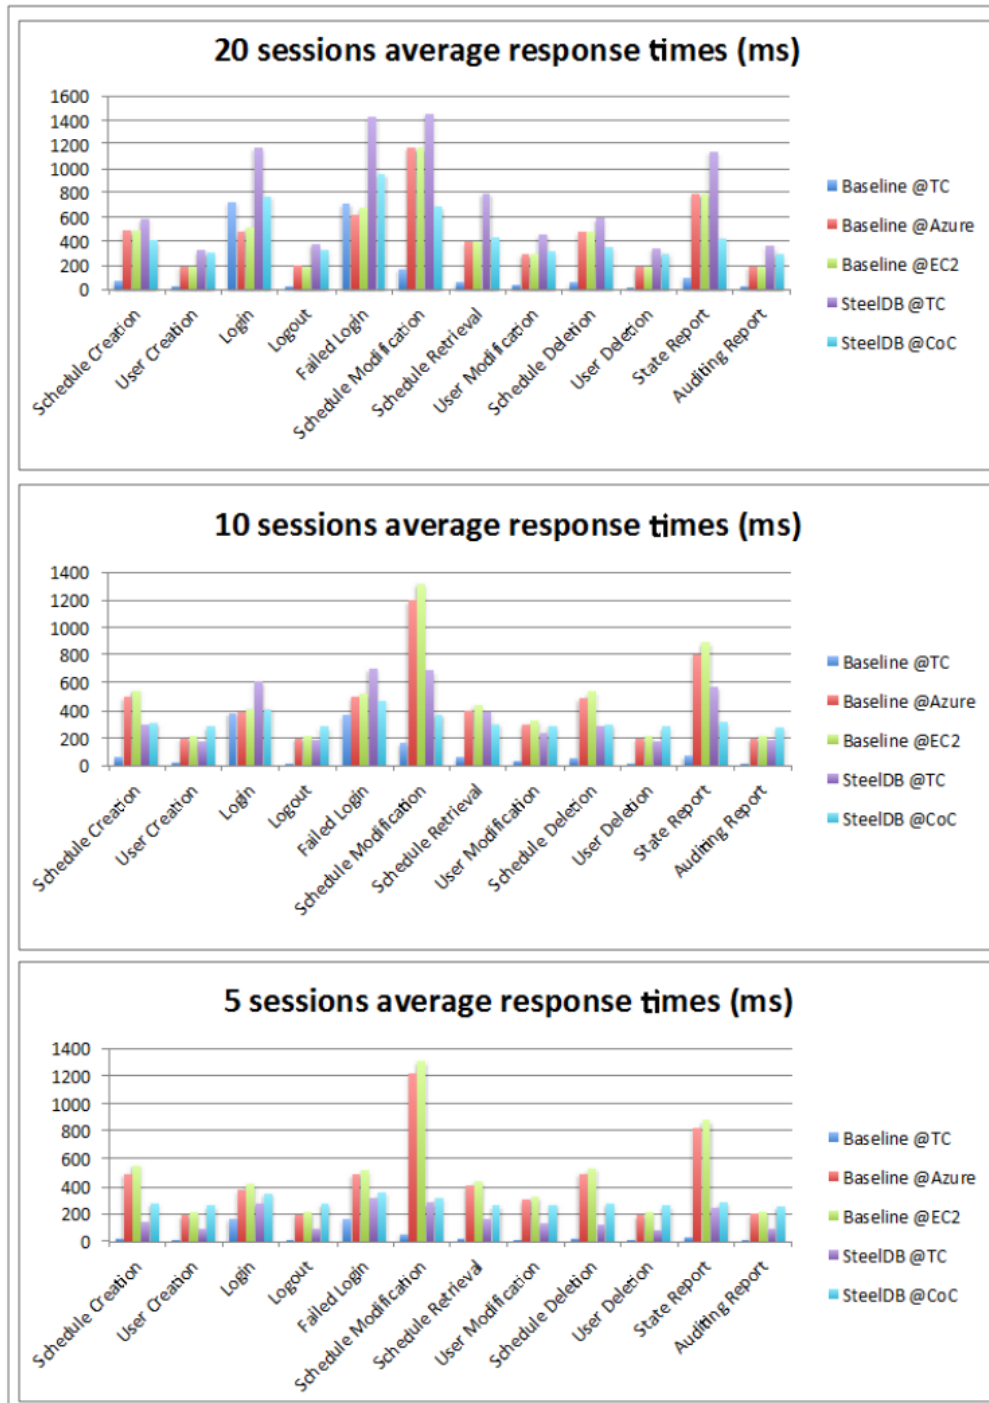 20 sessions average response times (ms)
1600
1400
1200
1000
800
600
400
200
0
Schedule Creation
User Creation
Login
Logout
Failed Login
Schedule Modification
Schedule Retrieval
User Modification
Schedule Deletion
User Deletion
State Report
Auditing Report
Baseline @TC
Baseline @Azure
Baseline @EC2
SteelDB @TC
SteelDB @CoC
10 sessions average response times (ms)
1400
1200
1000
800
600
400
200
0
Schedule Creation
User Creation
Login
Logout
Failed Login
Schedule Modification
Schedule Retrieval
User Modification
Schedule Deletion
User Deletion
State Report
Auditing Report
Baseline @TC
Baseline @Azure
Baseline @EC2
SteelDB @TC
SteelDB @CoC
5 sessions average response times (ms)
1400
1200
1000
800
600
400
200
0
Schedule Creation
User Creation
Login
Logout
Failed Login
Schedule Modification
Schedule Retrieval
User Modification
Schedule Deletion
User Deletion
State Report
Auditing Report
Baseline @TC
Baseline @Azure
Baseline @EC2
SteelDB @TC
SteelDB @CoC